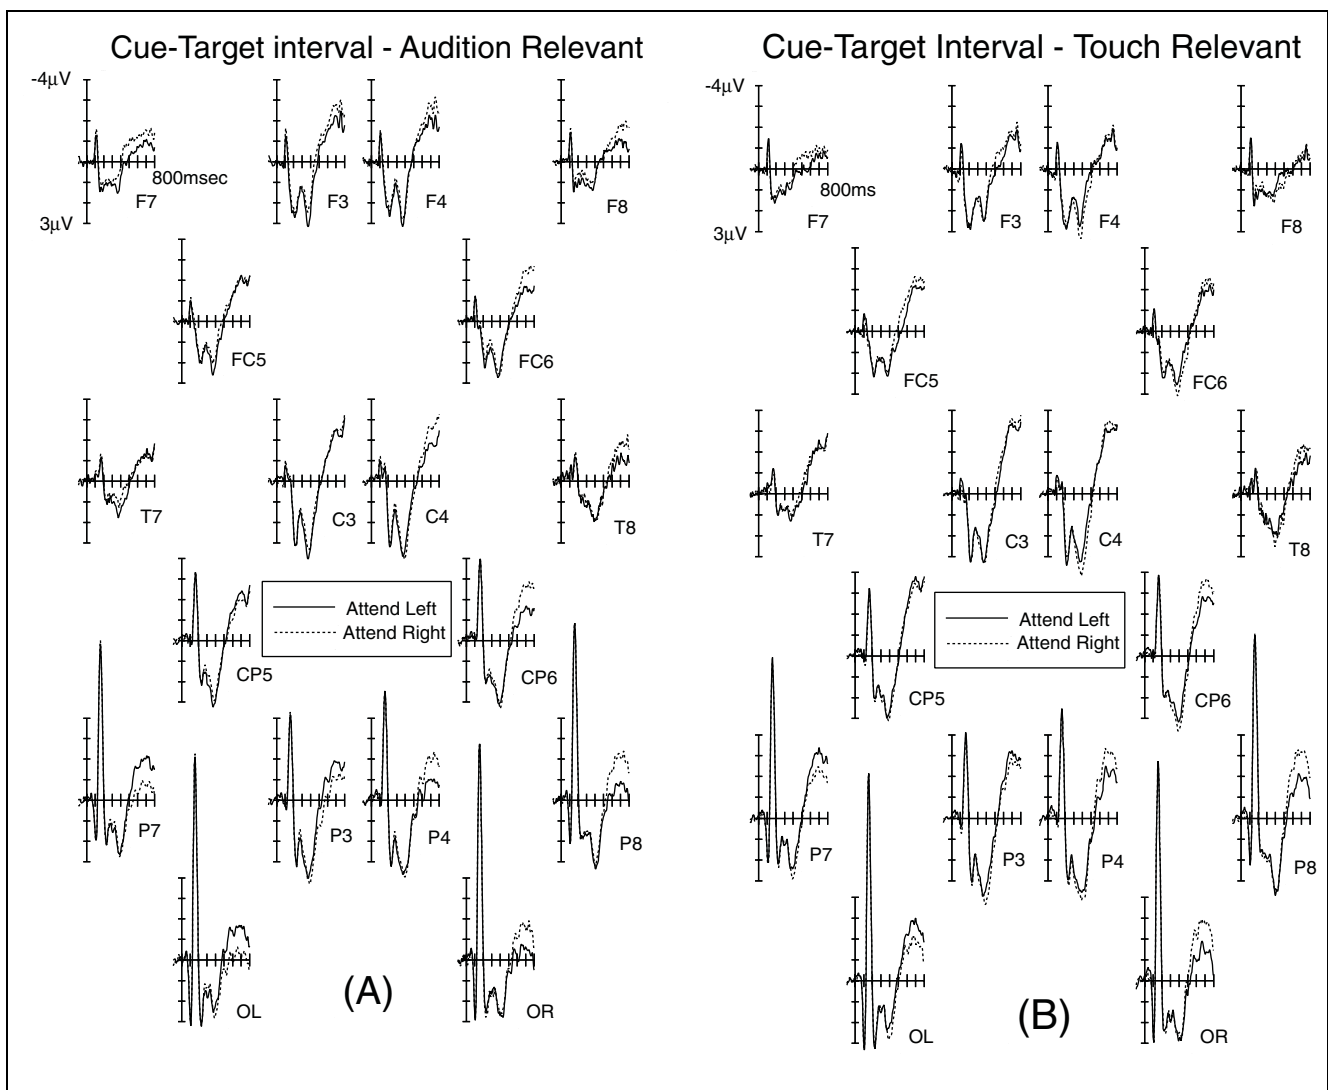 Cue-Target interval - Audition Relevant
-4μV
800msec
3μV
F7
F3
F4
F8
FC5
FC6
T7
C3
C4
T8
Attend Left
Attend Right
CP5
CP6
P7
P3
P4
P8
OL
(A)
OR
Cue-Target Interval - Touch Relevant
-4μV
800ms
3μV
F7
F3
F4
F8
FC5
FC6
T7
C3
C4
T8
Attend Left
Attend Right
CP5
CP6
P7
P3
P4
P8
OL
(B)
OR